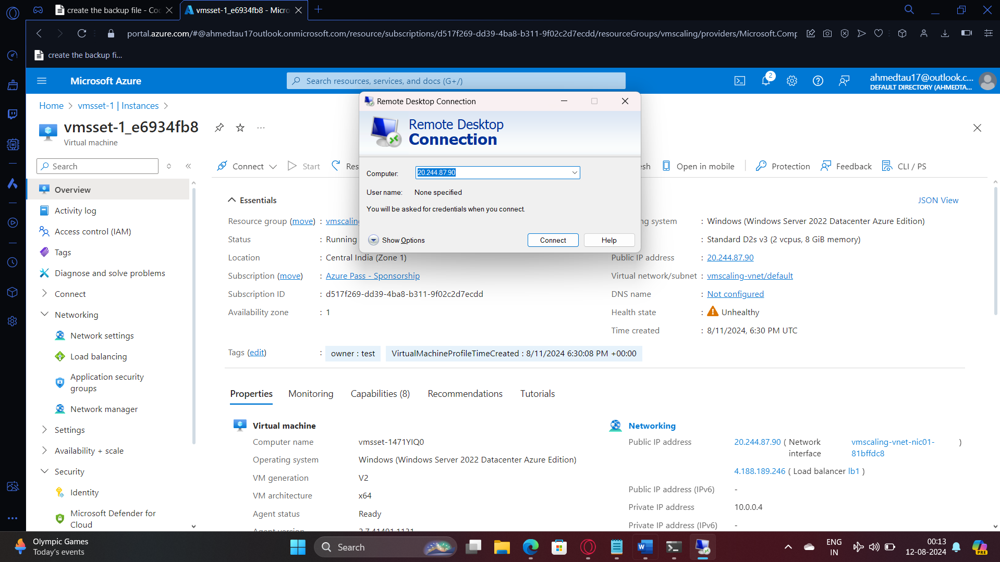 create the backup file - Coc
vmsset-1_e6934fb8 - Micro
portal.azure.com/#@ahmedtau17outlook.onmicrosoft.com/resource/subscriptions/d517f269-dd39-4ba8-b311-9f02c2d7ecdd/resourceGroups/vmscaling/providers/Microsoft.Comp
create the backup fi...
Microsoft Azure
Search resources, services, and docs (G+/)
2
ahmedtau17@outlook.c...
DEFAULT DIRECTORY (AHMEDTA...
Home > vmsset-1 | Instances >
vmsset-1_e6934fb8
Virtual machine
Remote Desktop Connection
Remote Desktop
Connection
Computer: 20.244.87.90
User name: None specified
You will be asked for credentials when you connect.
Show Options
Connect
Help
Search
Connect
Start
Res
sh
Open in mobile
Protection
Feedback
CLI / PS
Overview
Activity log
Access control (IAM)
Tags
Diagnose and solve problems
Connect
Networking
Network settings
Load balancing
Application security
groups
Network manager
Settings
Availability + scale
Security
Identity
Microsoft Defender for
Cloud
Essentials
JSON View
Resource group (move) : vmscaling
Status : Running
Location : Central India (Zone 1)
Subscription (move) : Azure Pass - Sponsorship
Subscription ID : d517f269-dd39-4ba8-b311-9f02c2d7ecdd
Availability zone : 1
ng system : Windows (Windows Server 2022 Datacenter Azure Edition)
: Standard D2s v3 (2 vcpus, 8 GiB memory)
Public IP address : 20.244.87.90
Virtual network/subnet : vmscaling-vnet/default
DNS name : Not configured
Health state : Unhealthy
Time created : 8/11/2024, 6:30 PM UTC
Tags (edit) : owner : test VirtualMachineProfileTimeCreated : 8/11/2024 6:30:08 PM +00:00
Properties
Monitoring
Capabilities (8)
Recommendations
Tutorials
Virtual machine
Computer name vmsset-1471YIQ0
Operating system Windows (Windows Server 2022 Datacenter Azure Edition)
VM generation V2
VM architecture x64
Agent status Ready
Agent version 2.7.41491.1131
Networking
Public IP address 20.244.87.90 ( Network interface vmscaling-vnet-nic01-81bffdc8 )
4.188.189.246 ( Load balancer lb1 )
Public IP address (IPv6) -
Private IP address 10.0.0.4
Private IP address (IPv6) -
Olympic Games
Today's events
Search
PRE
ENG
IN
00:13
12-08-2024